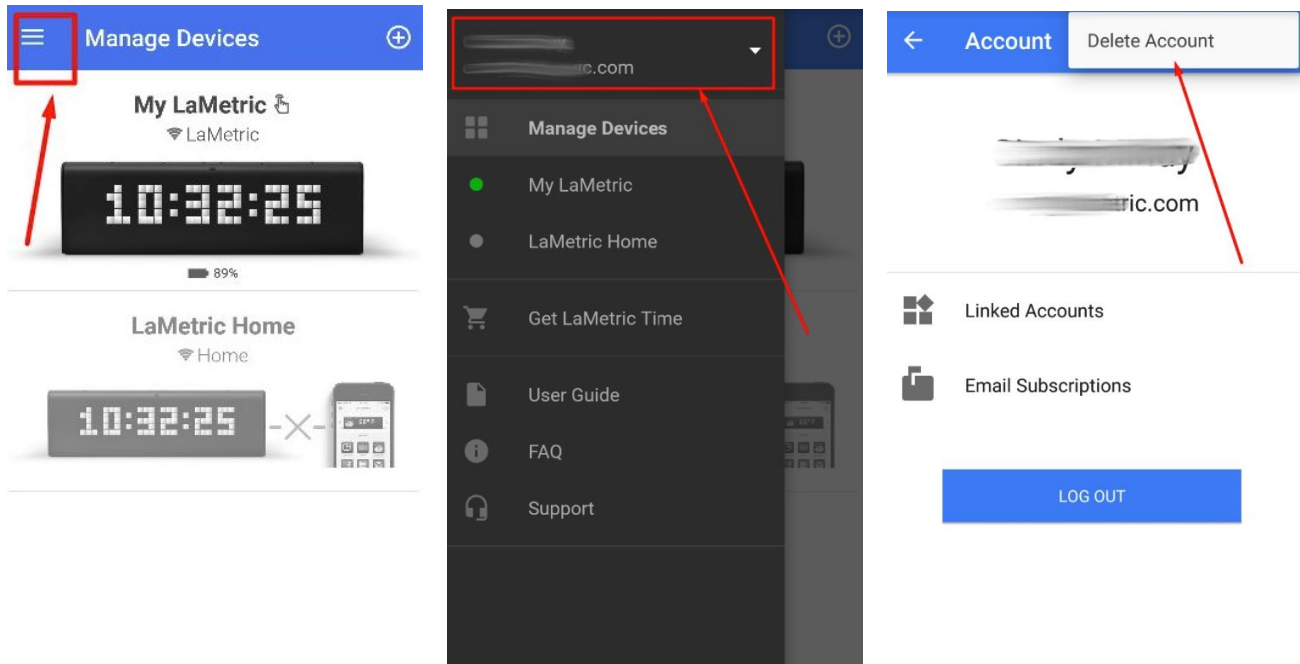 Manage Devices
My LaMetric
LaMetric
10:32:25
89%
LaMetric Home
Home
10:32:25
ic.com
Manage Devices
My LaMetric
LaMetric Home
Get LaMetric Time
User Guide
FAQ
Support
Account
Delete Account
ric.com
Linked Accounts
Email Subscriptions
LOG OUT